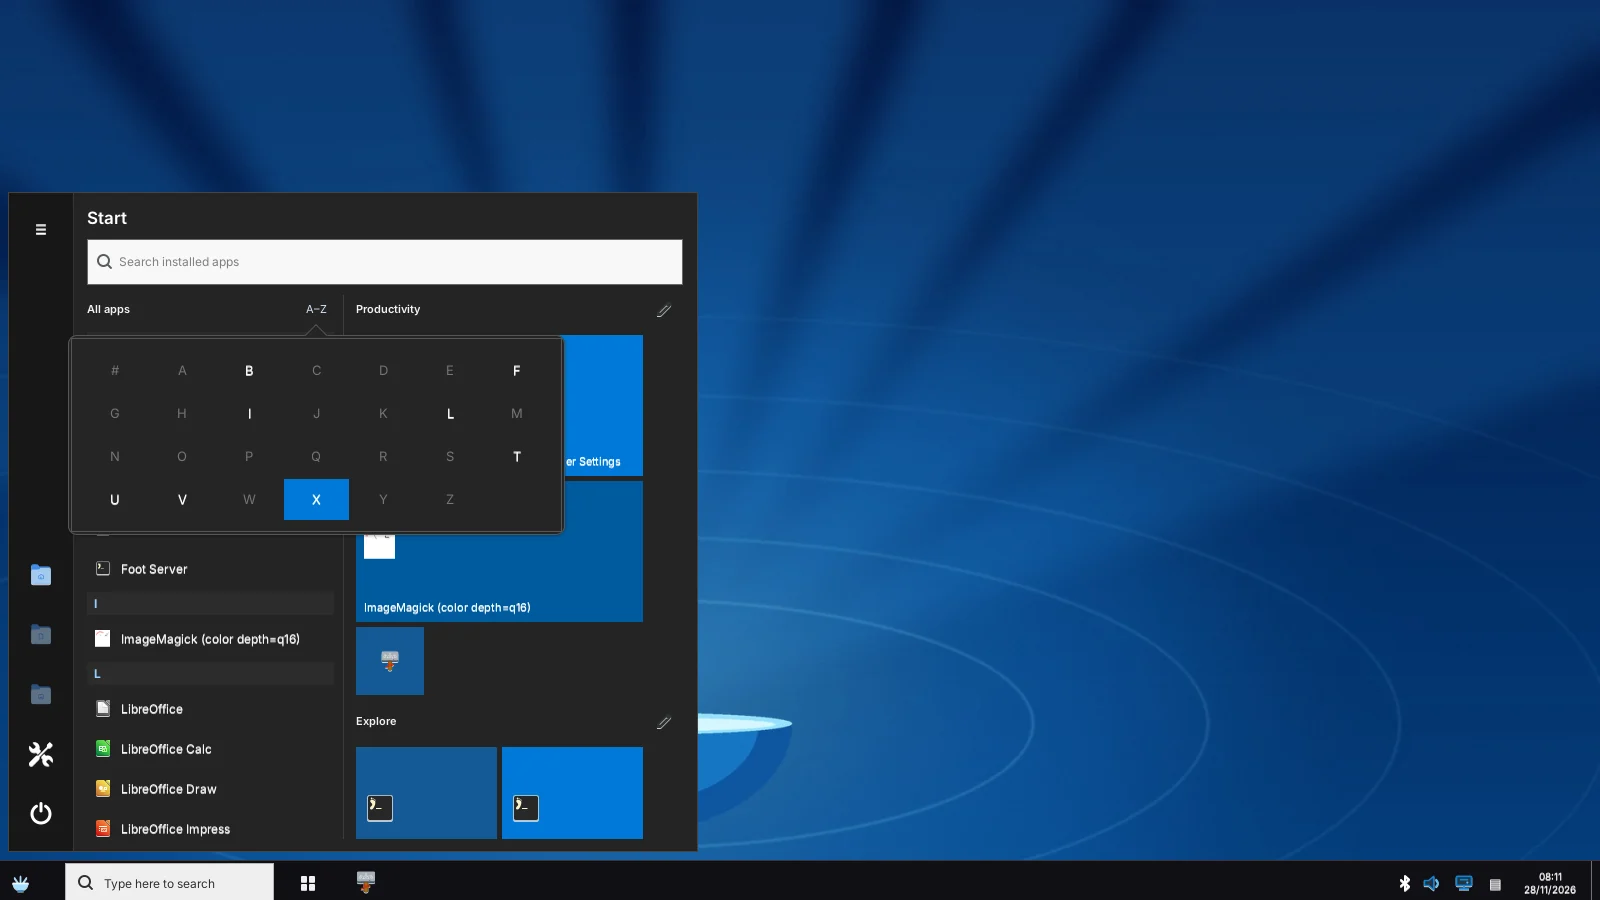 Start
Search installed apps
All apps
A–Z
Productivity
# A B C D E F
G H I J K L M
N O P Q R S T
U V W X Y Z
er Settings
Foot Server
I
ImageMagick (color depth=q16)
L
LibreOffice
LibreOffice Calc
LibreOffice Draw
LibreOffice Impress
ImageMagick (color depth=q16)
Explore
Type here to search
08:11
28/11/2026